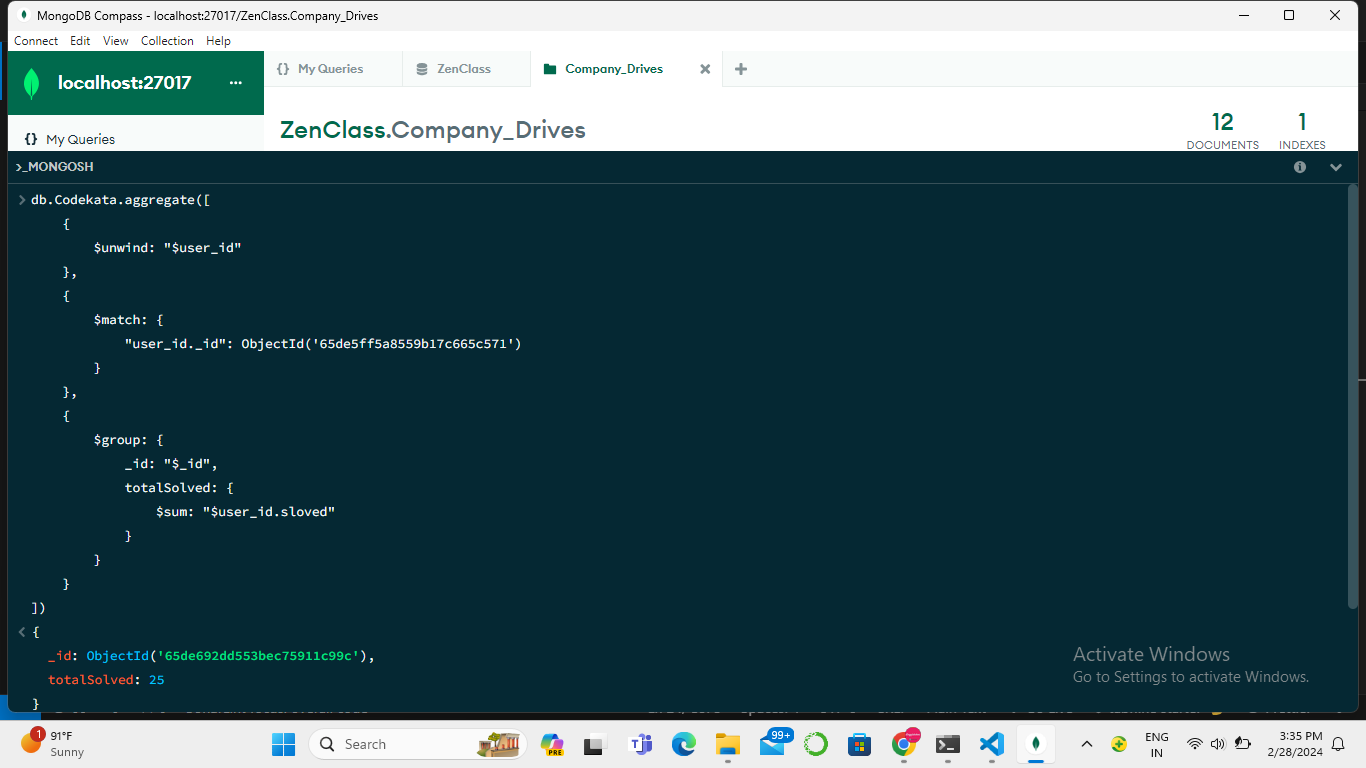 MongoDB Compass - localhost:27017/ZenClass.Company_Drives
Connect Edit View Collection Help
localhost:27017 ...
{} My Queries
ZenClass
Company_Drives
{} My Queries
ZenClass.Company_Drives
12
DOCUMENTS
1
INDEXES
>_MONGOSH
> db.Codekata.aggregate([
{
$unwind: "$user_id"
},
{
$match: {
"user_id._id": ObjectId('65de5ff5a8559b17c665c571')
}
},
{
$group: {
_id: "$_id",
totalSolved: {
$sum: "$user_id.sloved"
}
}
}
])
< {
_id: ObjectId('65de692dd553bec75911c99c'),
totalSolved: 25
}
Activate Windows
Go to Settings to activate Windows.
1
91°F
Sunny
Search
PRE
99+
ENG
IN
3:35 PM
2/28/2024